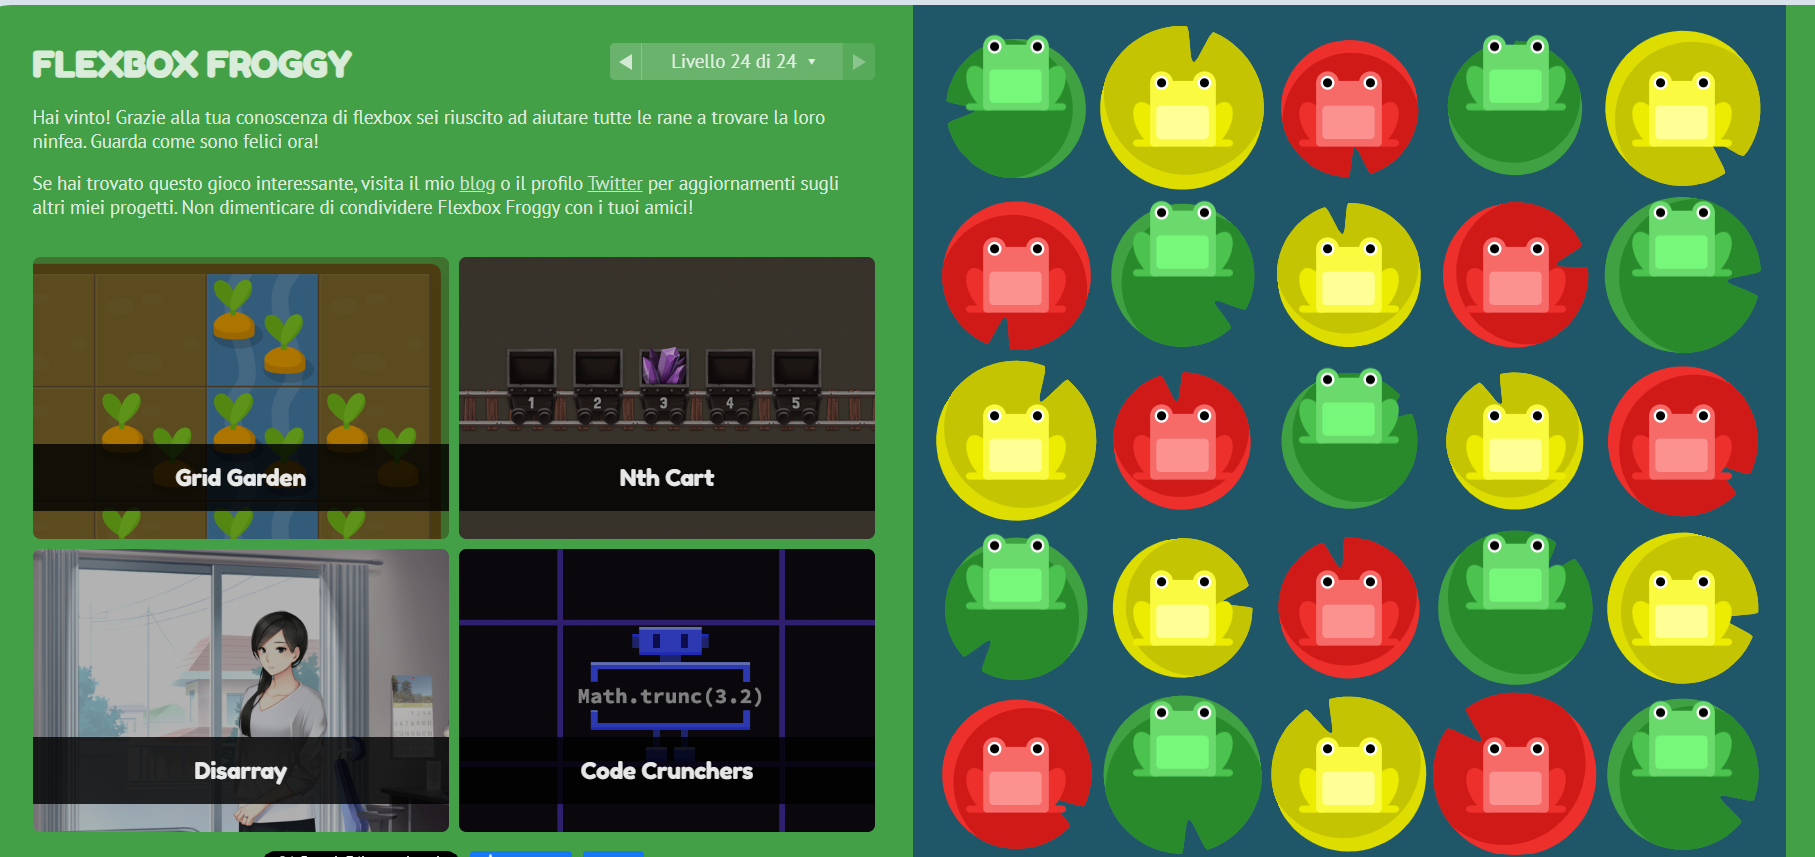 FLEXBOX FROGGY
Livello 24 di 24
Hai vinto! Grazie alla tua conoscenza di flexbox sei riuscito ad aiutare tutte le rane a trovare la loro
ninfea. Guarda come sono felici ora!
Se hai trovato questo gioco interessante, visita il mio blog o il profilo Twitter per aggiornamenti sugli
altri miei progetti. Non dimenticare di condividere Flexbox Froggy con i tuoi amici!
1 2 3 4 5
Grid Garden
Nth Cart
Math.trunc(3.2)
Disarray
Code Crunchers